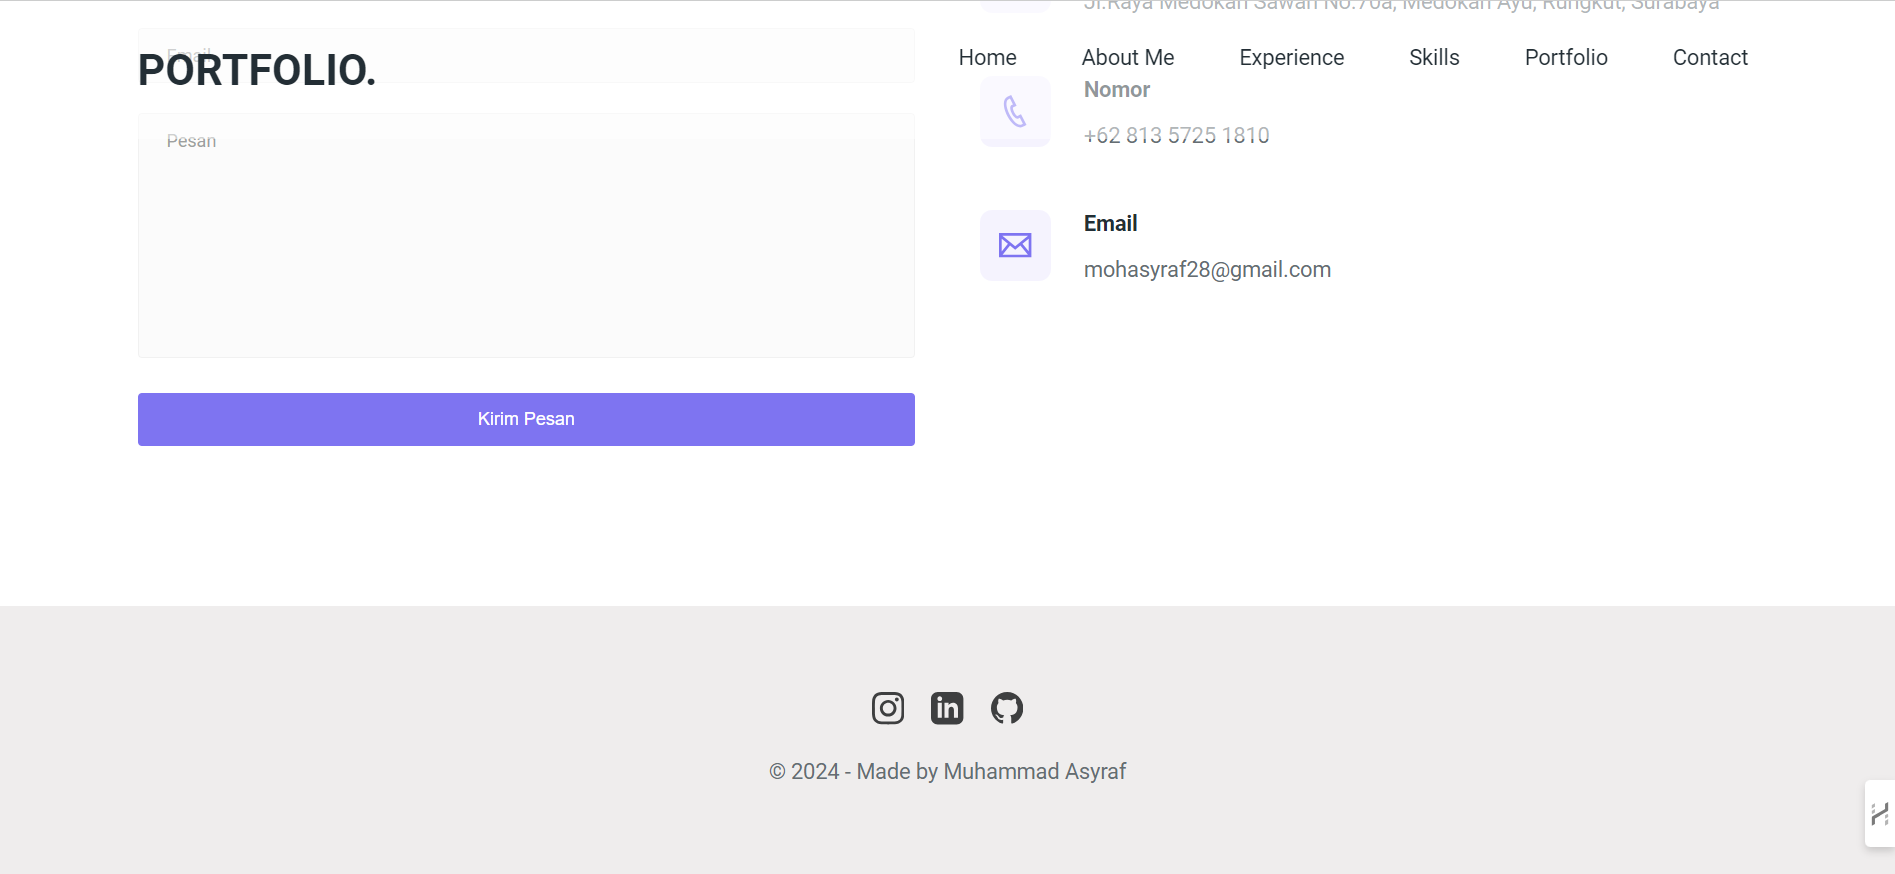 Jl.Raya Medokan Sawah No.70a, Medokan Ayu, Rungkut, Surabaya
PORTFOLIO.
Home
About Me
Experience
Skills
Portfolio
Contact
Email
Pesan
Kirim Pesan
Nomor
+62 813 5725 1810
Email
mohasyraf28@gmail.com
© 2024 - Made by Muhammad Asyraf